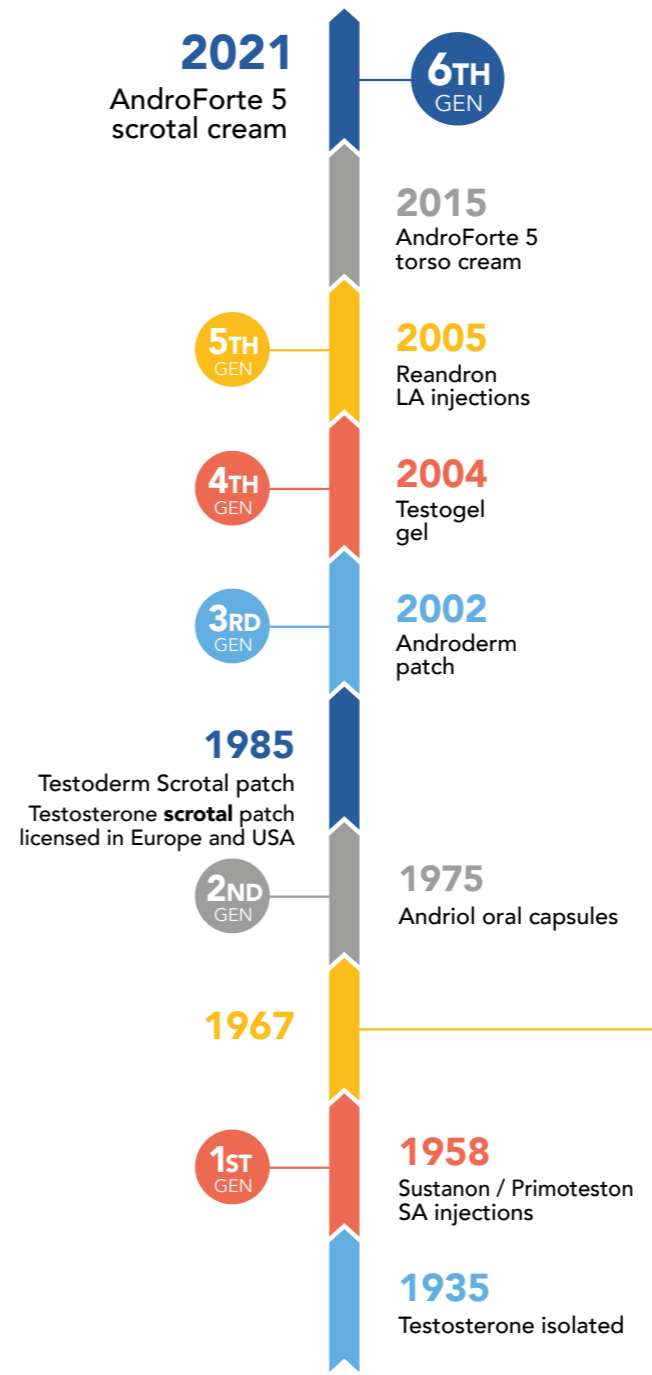 2021
AndroForte 5
scrotal cream
6TH
GEN
2015
AndroForte 5
torso cream
5TH
GEN
2005
Reandron
LA injections
4TH
GEN
2004
Testogel
gel
3RD
GEN
2002
Androderm
patch
1985
Testoderm Scrotal patch
Testosterone scrotal patch
licensed in Europe and USA
2ND
GEN
1975
Andriol oral capsules
1967
1ST
GEN
1958
Sustanon / Primoteston
SA injections
1935
Testosterone isolated